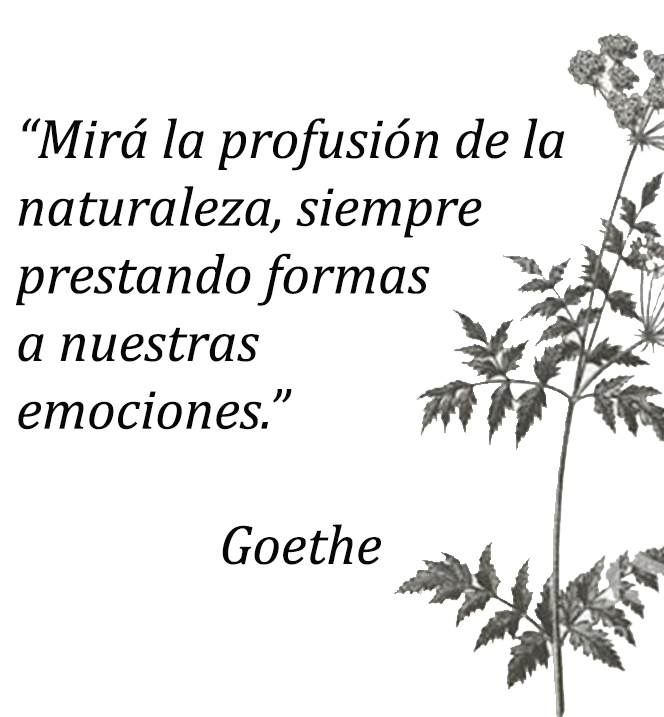 “Mirá la profusión de la
naturaleza, siempre
prestando formas
a nuestras
emociones.”
Goethe